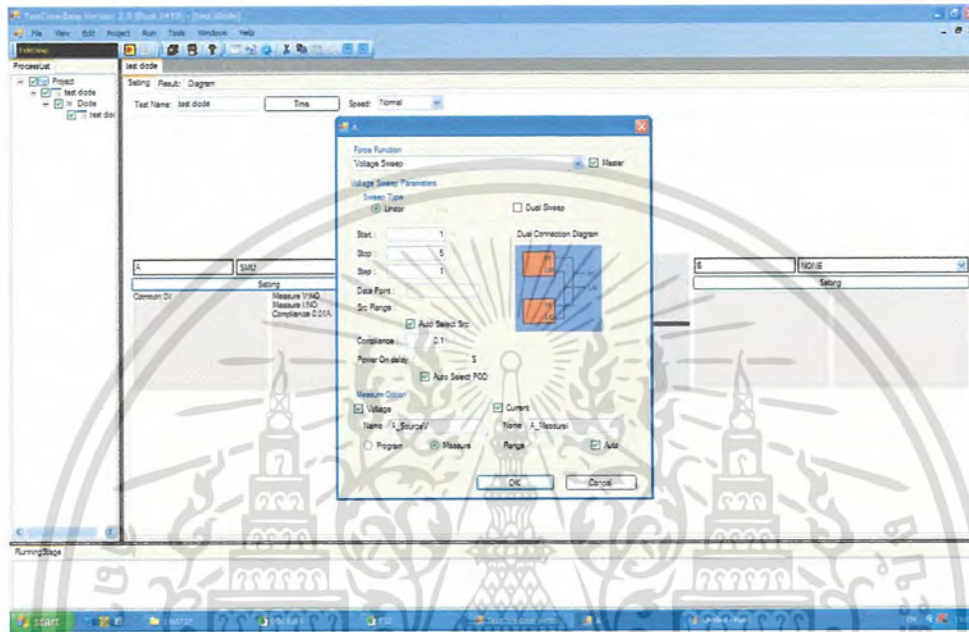 File View Edit Project Run Tools Windows Help
ProcessList
Project
test diode
Diode
test dio
test diode
Setting Result: Diagram
Test Name: test diode Time Speed: Normal
A
Force Function
Voltage Sweep Master
Voltage Sweep Parameters
Sweep Type
Linear Dual Sweep
Start : 1 Dual Connection Diagram
Stop : 5
Step : 1
Data Point :
Src Range :
Auto Select Src
Compliance : 0.1
Power On delay S
Auto Select POD
Measure Option
Voltage Current
Name A_SourceV Name A_MeasureI
Program Measure Range Auto
OK Cancel
A SMU
Setting
Common 0V Measure V:NO
Measure I:NO
Compliance 0.01A
NONE
Setting
RunningStage
start